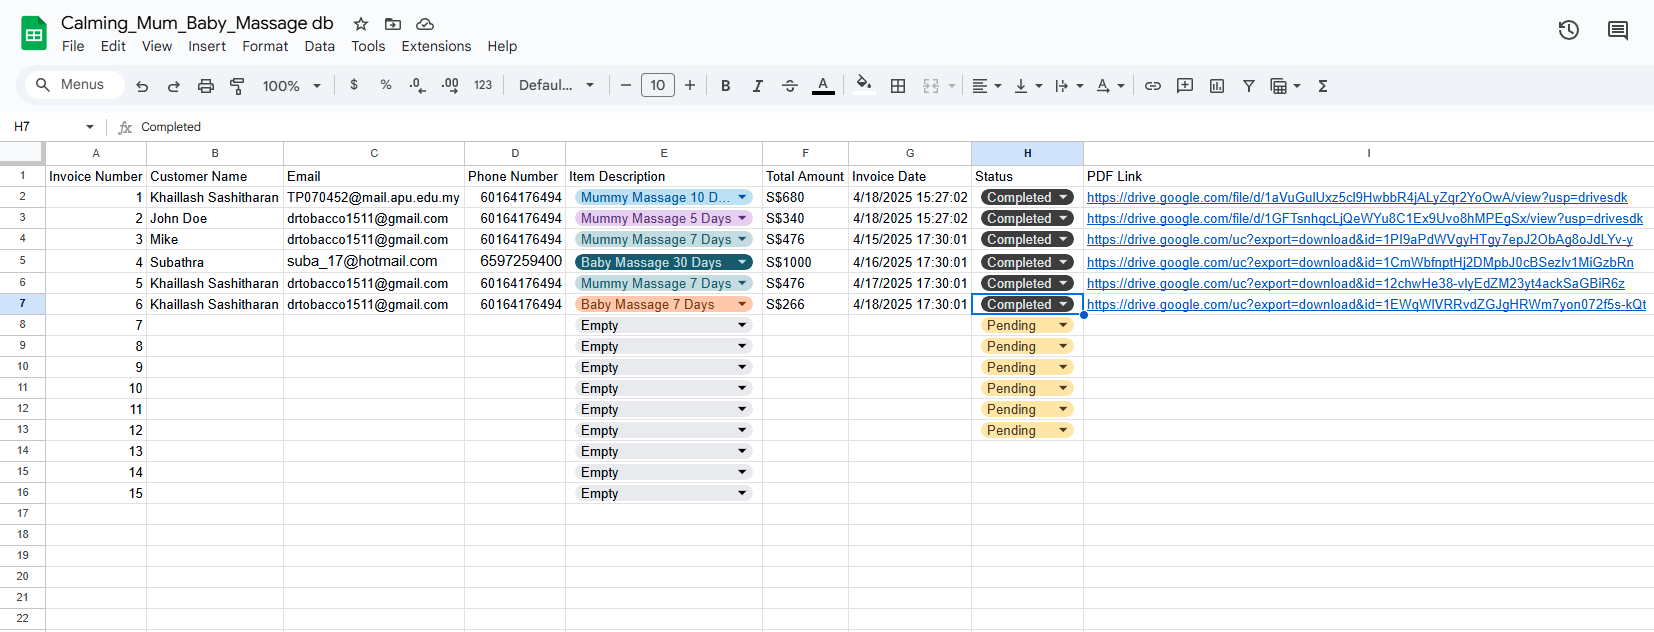 Calming_Mum_Baby_Massage db
File Edit View Insert Format Data Tools Extensions Help
Menus 100% $ % .0 .00 123 Defaul... − 10 + B I A Σ
H7 fx Completed
A B C D E F G H I
1 Invoice Number Customer Name Email Phone Number Item Description Total Amount Invoice Date Status PDF Link
2 1 Khaillash Sashitharan TP070452@mail.apu.edu.my 60164176494 Mummy Massage 10 D... S$680 4/18/2025 15:27:02 Completed https://drive.google.com/file/d/1aVuGulUxz5cl9HwbbR4jALyZqr2YoOwA/view?usp=drivesdk
3 2 John Doe drtobacco1511@gmail.com 60164176494 Mummy Massage 5 Days S$340 4/18/2025 15:27:02 Completed https://drive.google.com/file/d/1GFTsnhqcLjQeWYu8C1Ex9Uvo8hMPEgSx/view?usp=drivesdk
4 3 Mike drtobacco1511@gmail.com 60164176494 Mummy Massage 7 Days S$476 4/15/2025 17:30:01 Completed https://drive.google.com/uc?export=download&id=1PI9aPdWVgyHTgy7epJ2ObAg8oJdLYv-y
5 4 Subathra suba_17@hotmail.com 6597259400 Baby Massage 30 Days S$1000 4/16/2025 17:30:01 Completed https://drive.google.com/uc?export=download&id=1CmWbfnptHj2DMpbJ0cBSezlv1MiGzbRn
6 5 Khaillash Sashitharan drtobacco1511@gmail.com 60164176494 Mummy Massage 7 Days S$476 4/17/2025 17:30:01 Completed https://drive.google.com/uc?export=download&id=12chwHe38-vlyEdZM23yt4ackSaGBiR6z
7 6 Khaillash Sashitharan drtobacco1511@gmail.com 60164176494 Baby Massage 7 Days S$266 4/18/2025 17:30:01 Completed https://drive.google.com/uc?export=download&id=1EWqWlVRRvdZGJgHRWm7yon072f5s-kQt
8 7 Empty Pending
9 8 Empty Pending
10 9 Empty Pending
11 10 Empty Pending
12 11 Empty Pending
13 12 Empty Pending
14 13 Empty
15 14 Empty
16 15 Empty
17
18
19
20
21
22